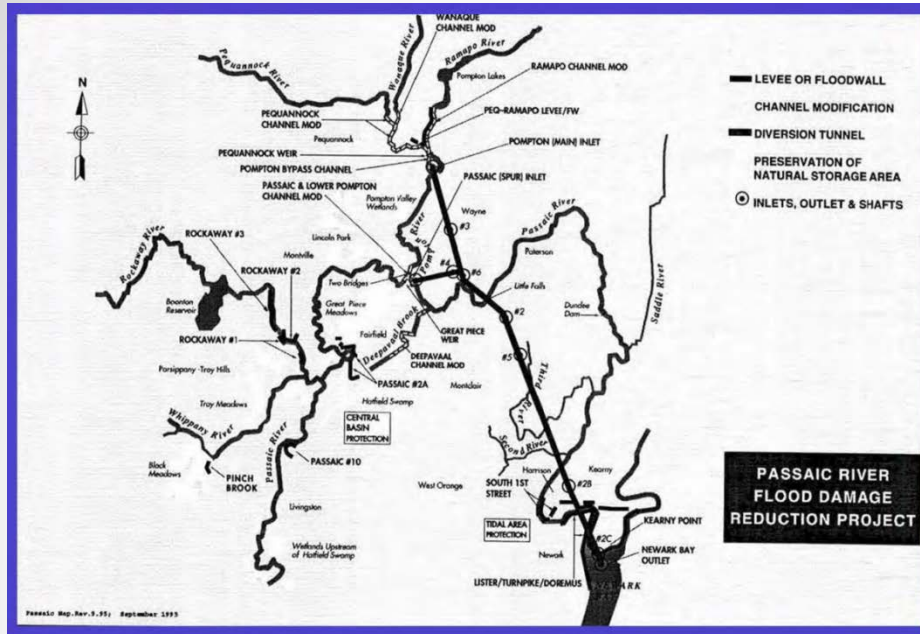 WANAQUE
CHANNEL MOD
Pequannock River
Wanaque River
Ramapo River
Pompton Lakes
RAMAPO CHANNEL MOD
N
PEQUANNOCK
CHANNEL MOD
Pequannock
PEQ-RAMAPO LEVEE/FW
PEQUANNOCK WEIR
POMPTON (MAIN) INLET
POMPTON BYPASS CHANNEL
PASSAIC & LOWER POMPTON
CHANNEL MOD
PASSAIC (SPUR) INLET
Pompton Valley
Wetlands
Wayne
#3
Passaic River
Paterson
Lincoln Park
River
Rockaway River
ROCKAWAY #3
Montville
ROCKAWAY #2
#4
#6
Two Bridges
Little Falls
Boonton
Reservoir
Great Piece
Meadows
Dundee
Dam
Saddle River
#2
ROCKAWAY #1
Fairfield
Deepavaal Brook
GREAT PIECE
WEIR
DEEPAVAAL
CHANNEL MOD
#5
Parsippany-Troy Hills
PASSAIC #2A
Montclair
Third
River
Hatfield Swamp
Troy Meadows
CENTRAL
BASIN
PROTECTION
Whippany River
Passaic River
Second River
Black
Meadows
PASSAIC #10
Harrison
Kearny
PINCH
BROOK
West Orange
SOUTH 1ST
STREET
#2B
Livingston
TIDAL AREA
PROTECTION
KEARNY POINT
Newark
#2C
Wetlands Upstream
of Hatfield Swamp
NEWARK BAY
OUTLET
LISTER/TURNPIKE/DOREMUS
LEVEE OR FLOODWALL
CHANNEL MODIFICATION
DIVERSION TUNNEL
PRESERVATION OF
NATURAL STORAGE AREA
INLETS, OUTLET & SHAFTS
PASSAIC RIVER
FLOOD DAMAGE
REDUCTION PROJECT
Passaic Map.Rev.9.95; September 1995